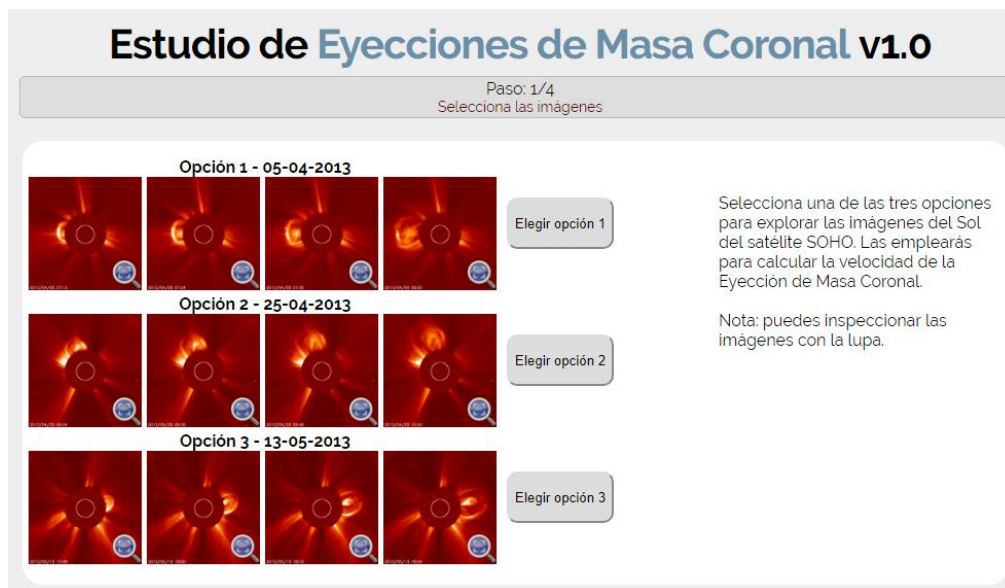 Estudio de Eyecciones de Masa Coronal v1.0
Paso: 1/4
Selecciona las imágenes
Opción 1 - 05-04-2013
Elegir opción 1
Opción 2 - 25-04-2013
Elegir opción 2
Opción 3 - 13-05-2013
Elegir opción 3
Selecciona una de las tres opciones
para explorar las imágenes del Sol
del satélite SOHO. Las emplearás
para calcular la velocidad de la
Eyección de Masa Coronal.
Nota: puedes inspeccionar las
imágenes con la lupa.